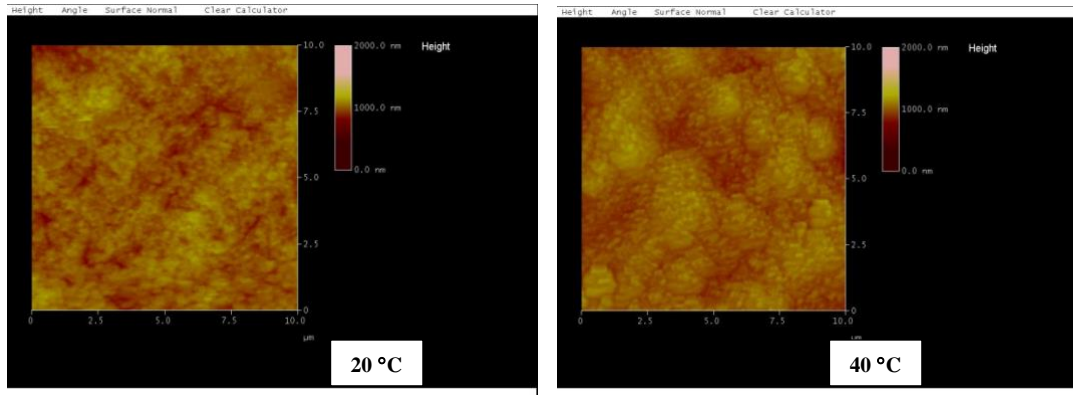 Height Angle Surface Normal Clear Calculator
10.0
2000.0 nm
Height
7.5
1000.0 nm
5.0
0.0 nm
2.5
0
0 2.5 5.0 7.5 10.0
μm
20 °C
Height Angle Surface Normal Clear Calculator
10.0
2000.0 nm
Height
7.5
1000.0 nm
5.0
0.0 nm
2.5
0
0 2.5 5.0 7.5 10.0
40 °C